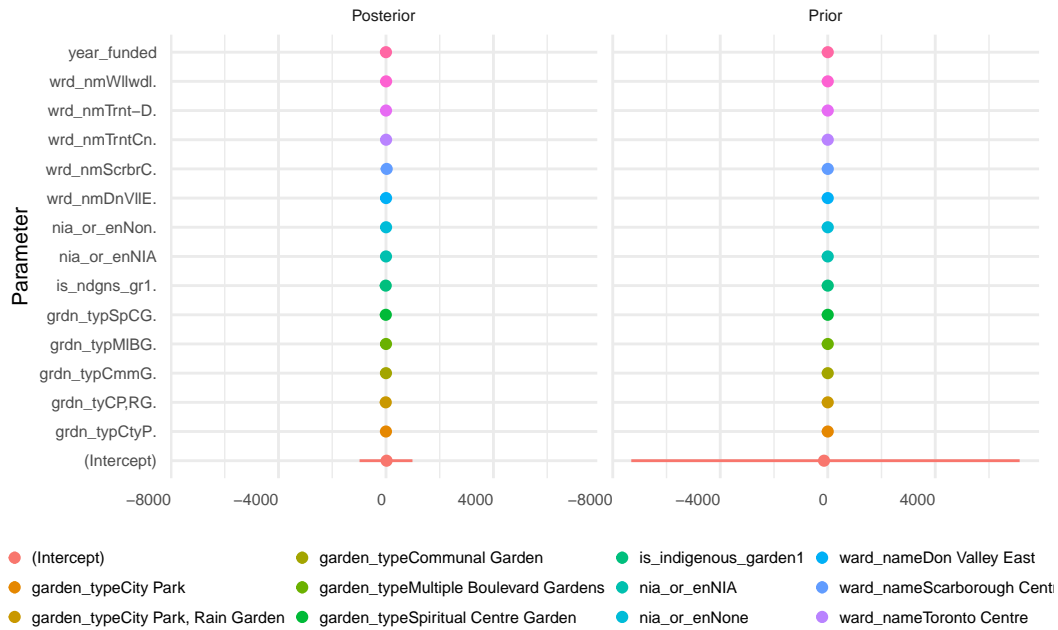 Posterior
Prior
year_funded
wrd_nmWllwdl.
wrd_nmTrnt−D.
wrd_nmTrntCn.
wrd_nmScrbrC.
wrd_nmDnVllE.
nia_or_enNon.
nia_or_enNIA
is_ndgns_gr1.
grdn_typSpCG.
grdn_typMlBG.
grdn_typCmmG.
grdn_tyCP,RG.
grdn_typCtyP.
(Intercept)
Parameter
−8000 −4000 0 4000 −8000 −4000 0 4000
(Intercept) garden_typeCommunal Garden is_indigenous_garden1 ward_nameDon Valley East
garden_typeCity Park garden_typeMultiple Boulevard Gardens nia_or_enNIA ward_nameScarborough Centr
garden_typeCity Park, Rain Garden garden_typeSpiritual Centre Garden nia_or_enNone ward_nameToronto Centre